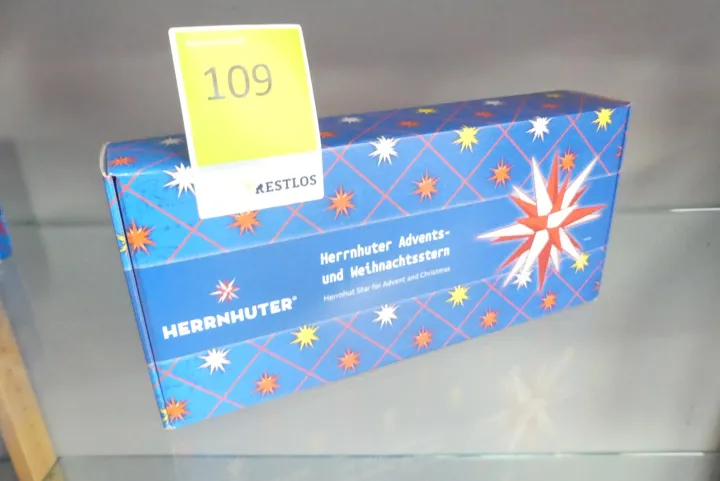 109
RESTLOS
Herrnhuter Advents-
und Weihnachtsstern
Herrnhut Star for Advent and Christmas
HERRNHUTER®